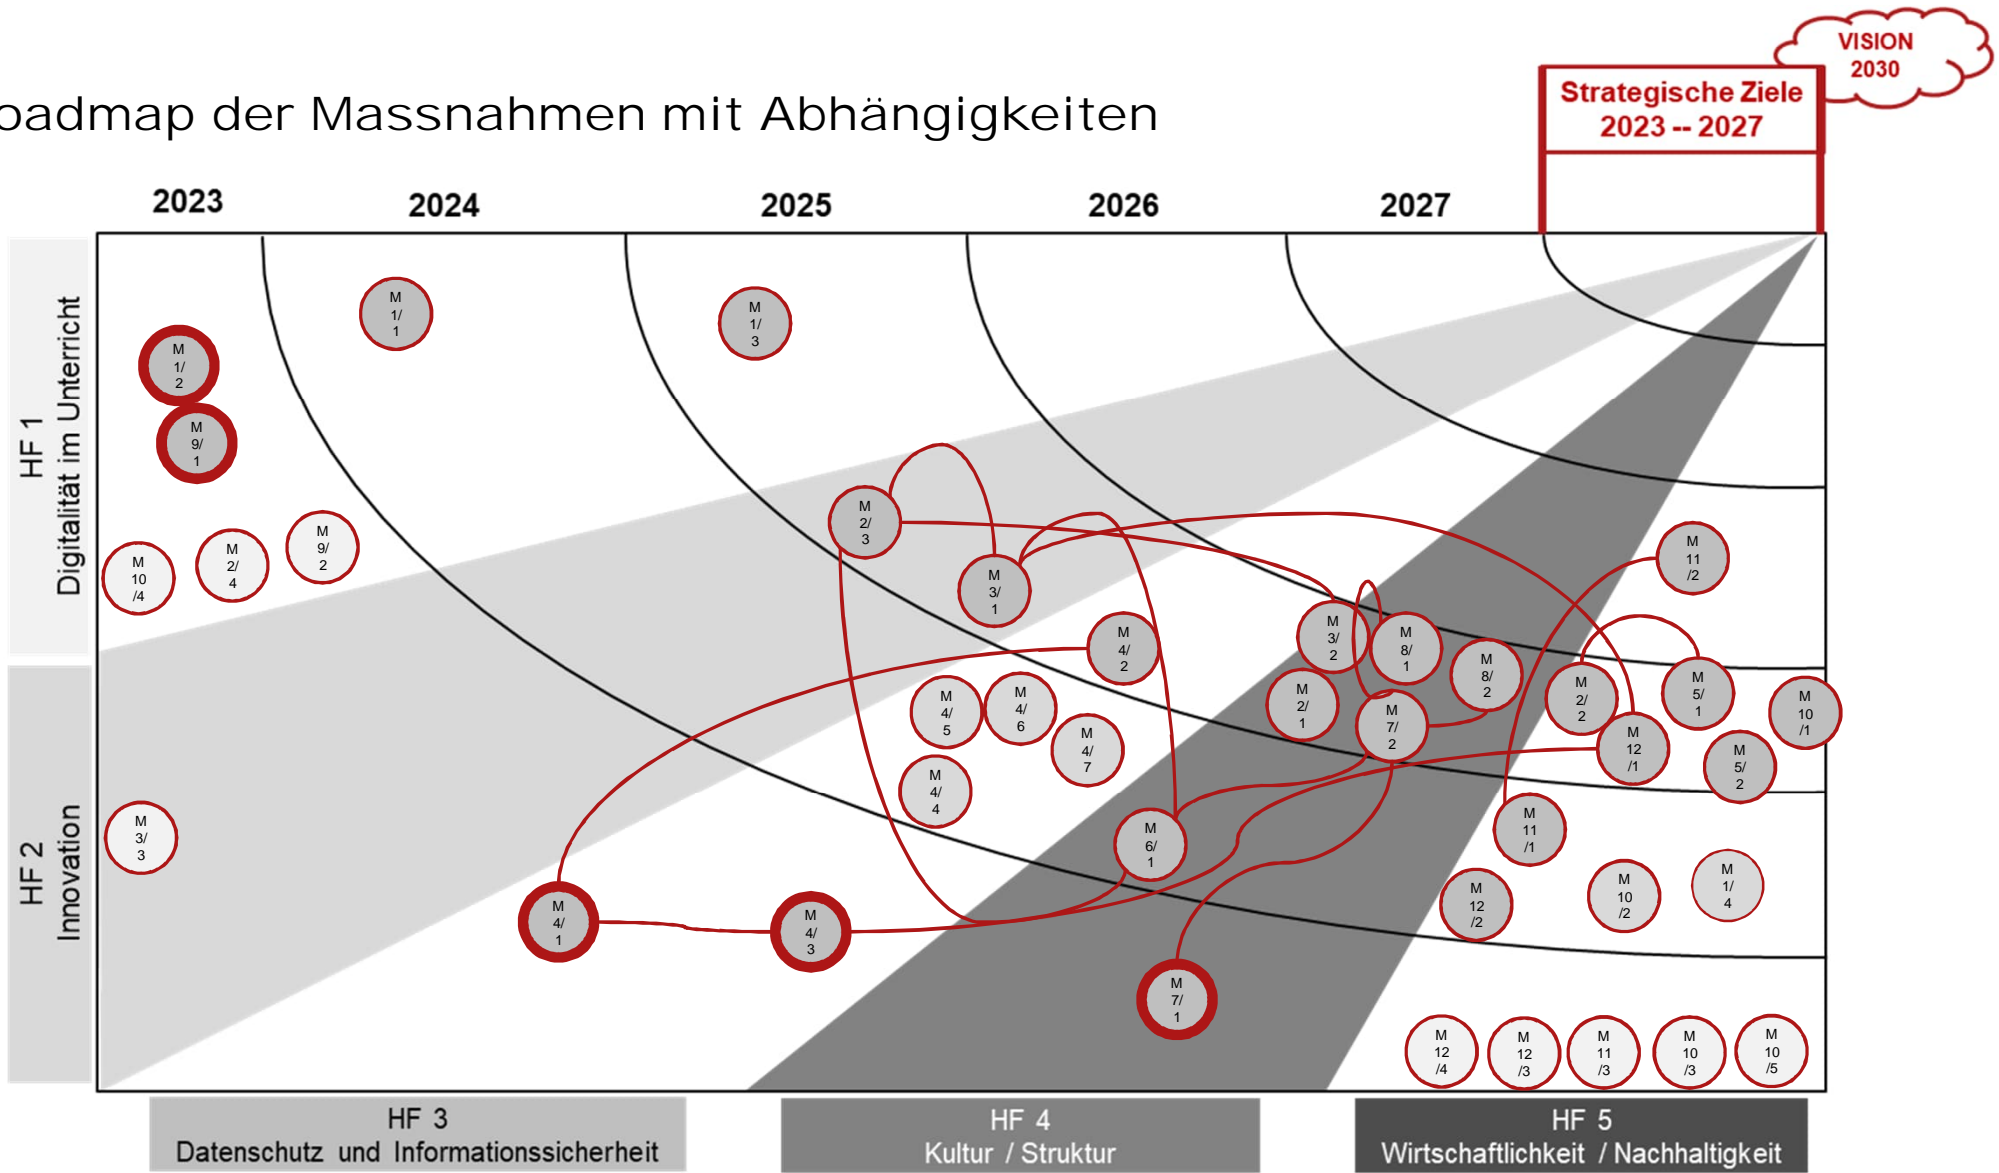 VISION
2030
Strategische Ziele
2023 -- 2027
oadmap der Massnahmen mit Abhängigkeiten
2023
2024
2025
2026
2027
HF 1
Digitalität im Unterricht
HF 2
Innovation
M
1/
1
M
1/
3
M
1/
2
M
9/
1
M
9/
2
M
2/
4
M
10
/4
M
2/
3
M
3/
1
M
11
/2
M
4/
2
M
3/
2
M
8/
1
M
8/
2
M
2/
1
M
7/
2
M
2/
2
M
5/
1
M
10
/1
M
12
/1
M
5/
2
M
4/
5
M
4/
6
M
4/
7
M
4/
4
M
3/
3
M
6/
1
M
11
/1
M
12
/2
M
10
/2
M
1/
4
M
4/
1
M
4/
3
M
7/
1
M
12
/4
M
12
/3
M
11
/3
M
10
/3
M
10
/5
HF 3
Datenschutz und Informationssicherheit
HF 4
Kultur / Struktur
HF 5
Wirtschaftlichkeit / Nachhaltigkeit